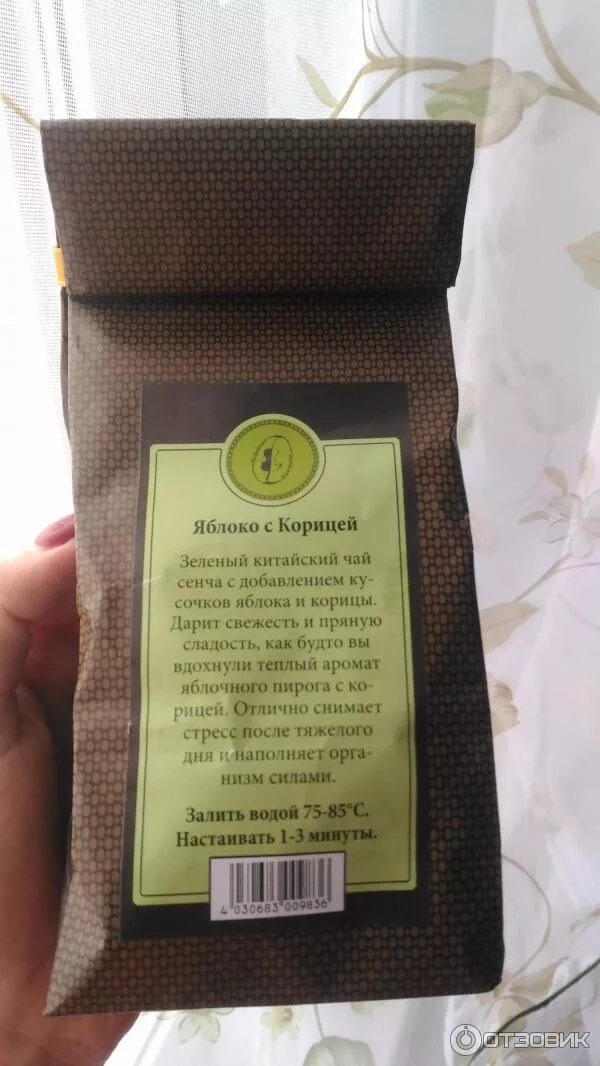 Яблоко с Корицей
Зеленый китайский чай
сенча с добавлением ку-
сочков яблока и корицы.
Дарит свежесть и пряную
сладость, как будто вы
вдохнули теплый аромат
яблочного пирога с ко-
рицей. Отлично снимает
стресс после тяжелого
дня и наполняет орга-
низм силами.
Залить водой 75-85°C.
Настаивать 1-3 минуты.
4 030683 009836
ОТЗОВИК